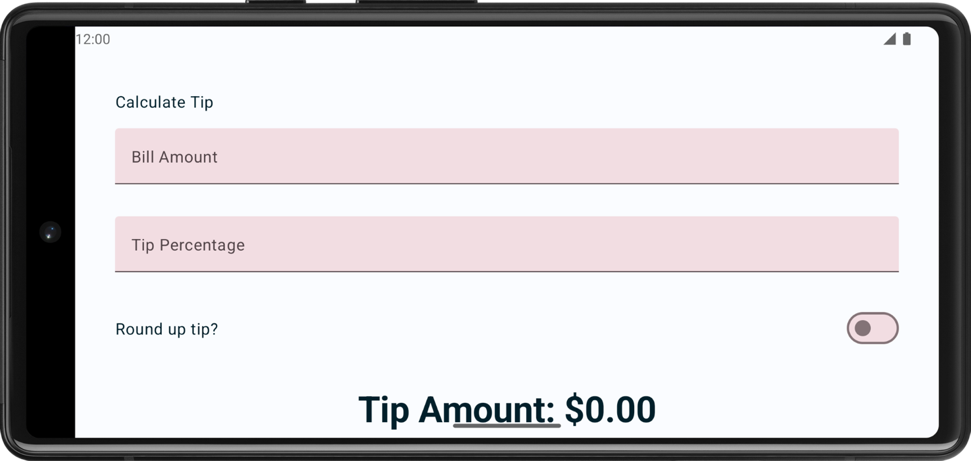 12:00
Calculate Tip
Bill Amount
Tip Percentage
Round up tip?
Tip Amount: $0.00